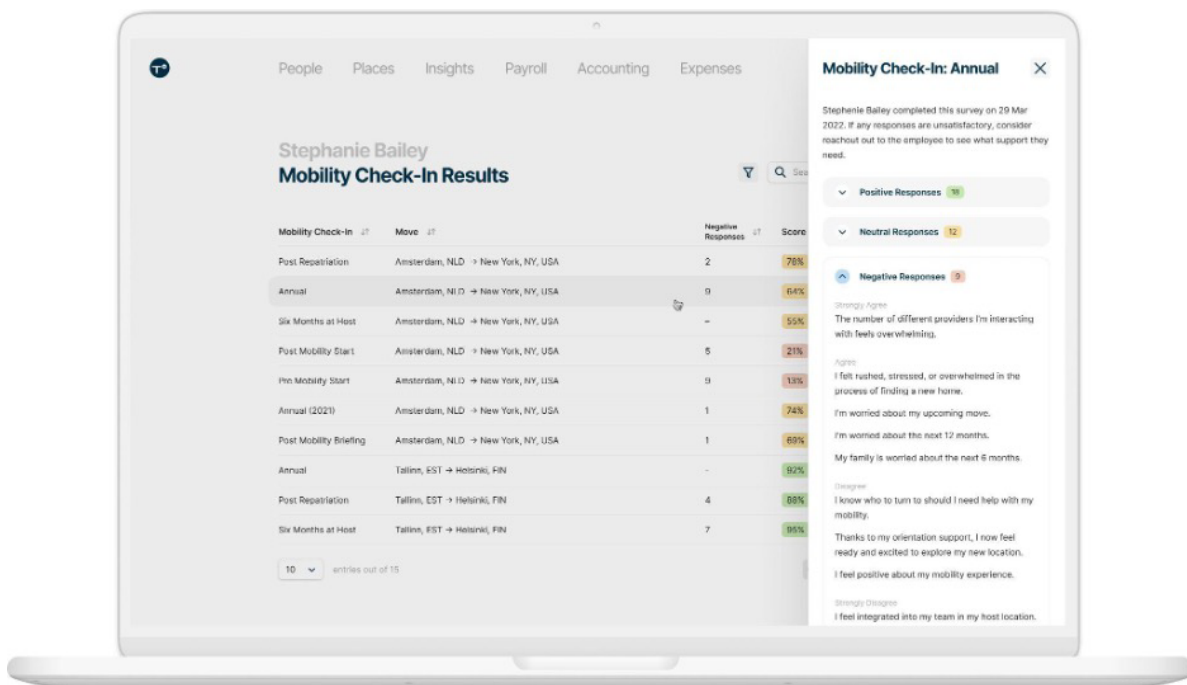 T
People Places Insights Payroll Accounting Expenses
Stephanie Bailey
Mobility Check-In Results
Mobility Check-In Move Negative Responses Score
Post Repatriation Amsterdam, NLD → New York, NY, USA 2 78%
Annual Amsterdam, NLD → New York, NY, USA 9 64%
Six Months at Host Amsterdam, NLD → New York, NY, USA – 55%
Post Mobility Start Amsterdam, NLD → New York, NY, USA 5 21%
Pre Mobility Start Amsterdam, NLD → New York, NY, USA 9 13%
Annual (2021) Amsterdam, NLD → New York, NY, USA 1 74%
Post Mobility Briefing Amsterdam, NLD → New York, NY, USA 1 69%
Annual Tallinn, EST → Helsinki, FIN - 92%
Post Repatriation Tallinn, EST → Helsinki, FIN 4 88%
Six Months at Host Tallinn, EST → Helsinki, FIN 7 95%
10 entries out of 15
Mobility Check-In: Annual
Stephenie Bailey completed this survey on 29 Mar
2022. If any responses are unsatisfactory, consider
reachout out to the employee to see what support they
need.
Positive Responses 18
Neutral Responses 12
Negative Responses 9
Strongly Agree
The number of different providers I'm interacting
with feels overwhelming.
Agree
I felt rushed, stressed, or overwhelmed in the
process of finding a new home.
I'm worried about my upcoming move.
I'm worried about the next 12 months.
My family is worried about the next 6 months.
Disagree
I know who to turn to should I need help with my
mobility.
Thanks to my orientation support, I now feel
ready and excited to explore my new location.
I feel positive about my mobility experience.
Strongly Disagree
I feel integrated into my team in my host location.